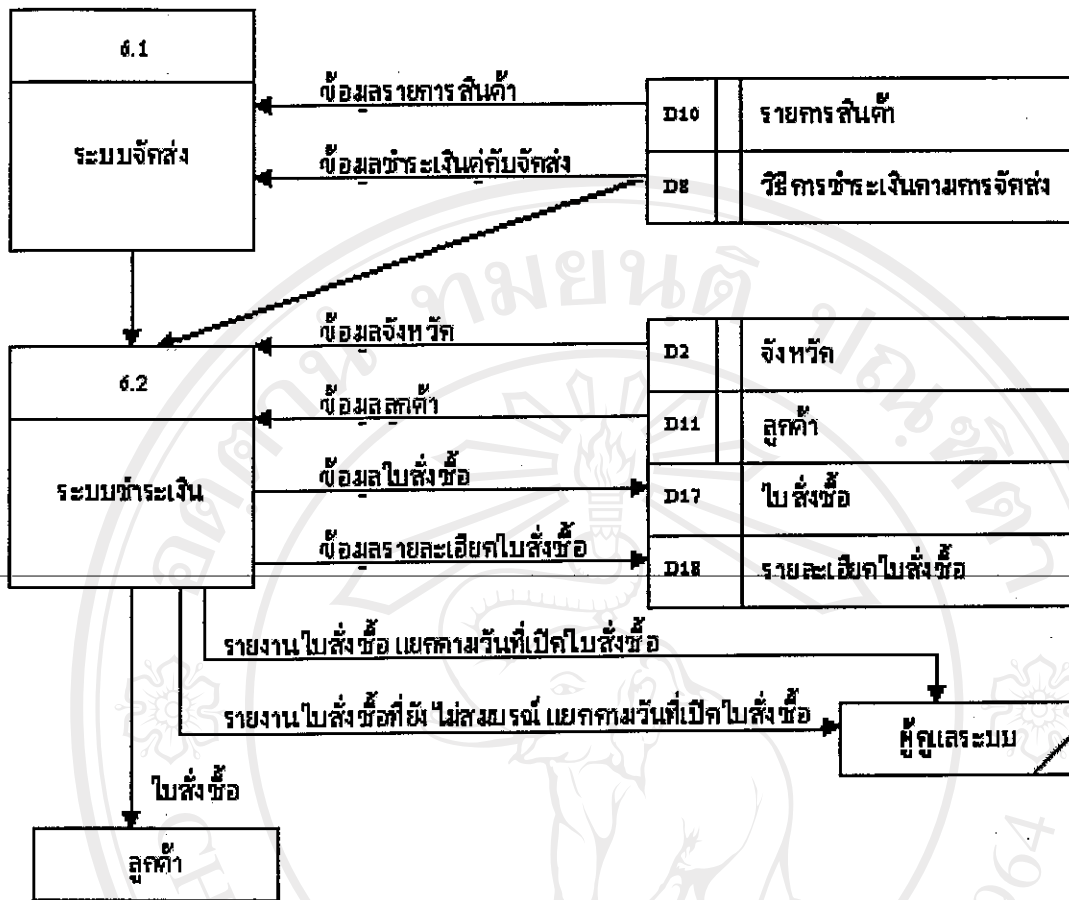 6.1
ระบบจัดส่ง
ข้อมูลรายการสินค้า
ข้อมูลชำระเงินคู่กับจัดส่ง
D10 รายการสินค้า
D8 วิธีการชำระเงินตามการจัดส่ง
6.2
ระบบชำระเงิน
ข้อมูลจังหวัด
ข้อมูลลูกค้า
ข้อมูลใบสั่งซื้อ
ข้อมูลรายละเอียดใบสั่งซื้อ
D2 จังหวัด
D11 ลูกค้า
D17 ใบสั่งซื้อ
D18 รายละเอียดใบสั่งซื้อ
รายงานใบสั่งซื้อ แยกตามวันที่เปิดใบสั่งซื้อ
รายงานใบสั่งซื้อที่ยังไม่สมบรณ์ แยกตามวันที่เปิดใบสั่งซื้อ
ผู้ดูแลระบบ
ใบสั่งซื้อ
ลูกค้า